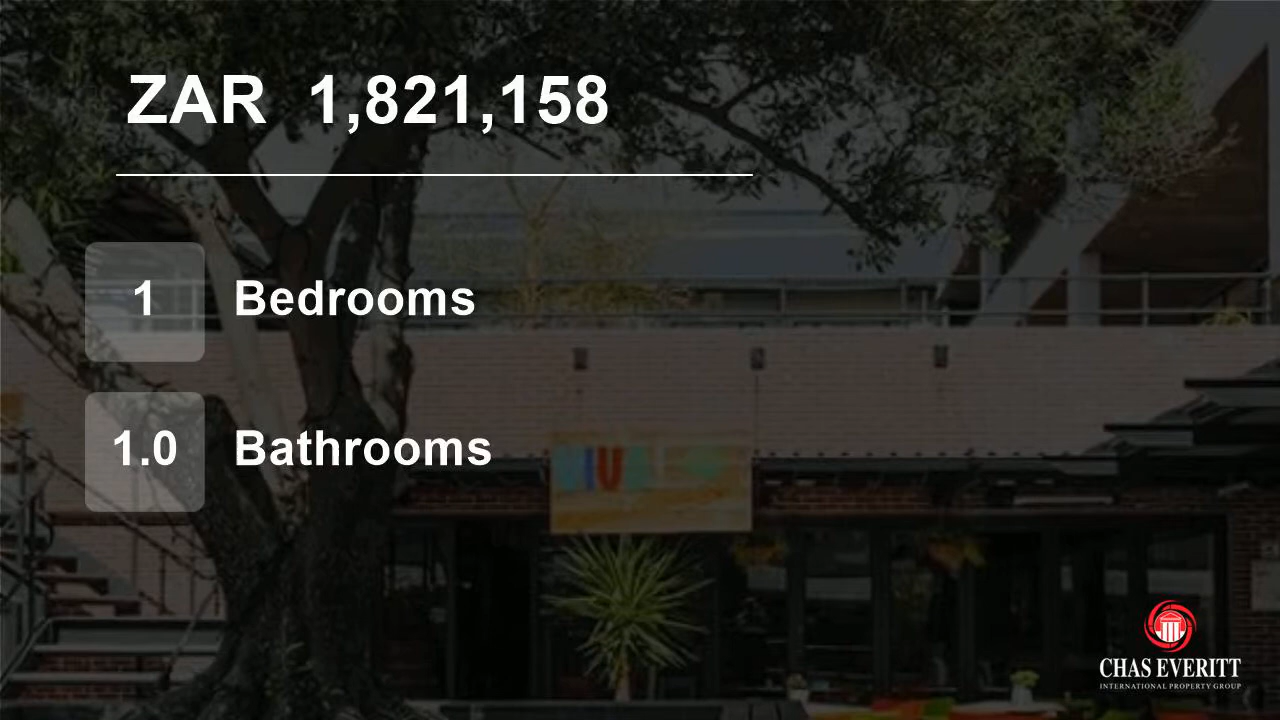 ZAR 1,821,158
1 Bedrooms
1.0 Bathrooms
CHAS EVERITT
INTERNATIONAL PROPERTY GROUP